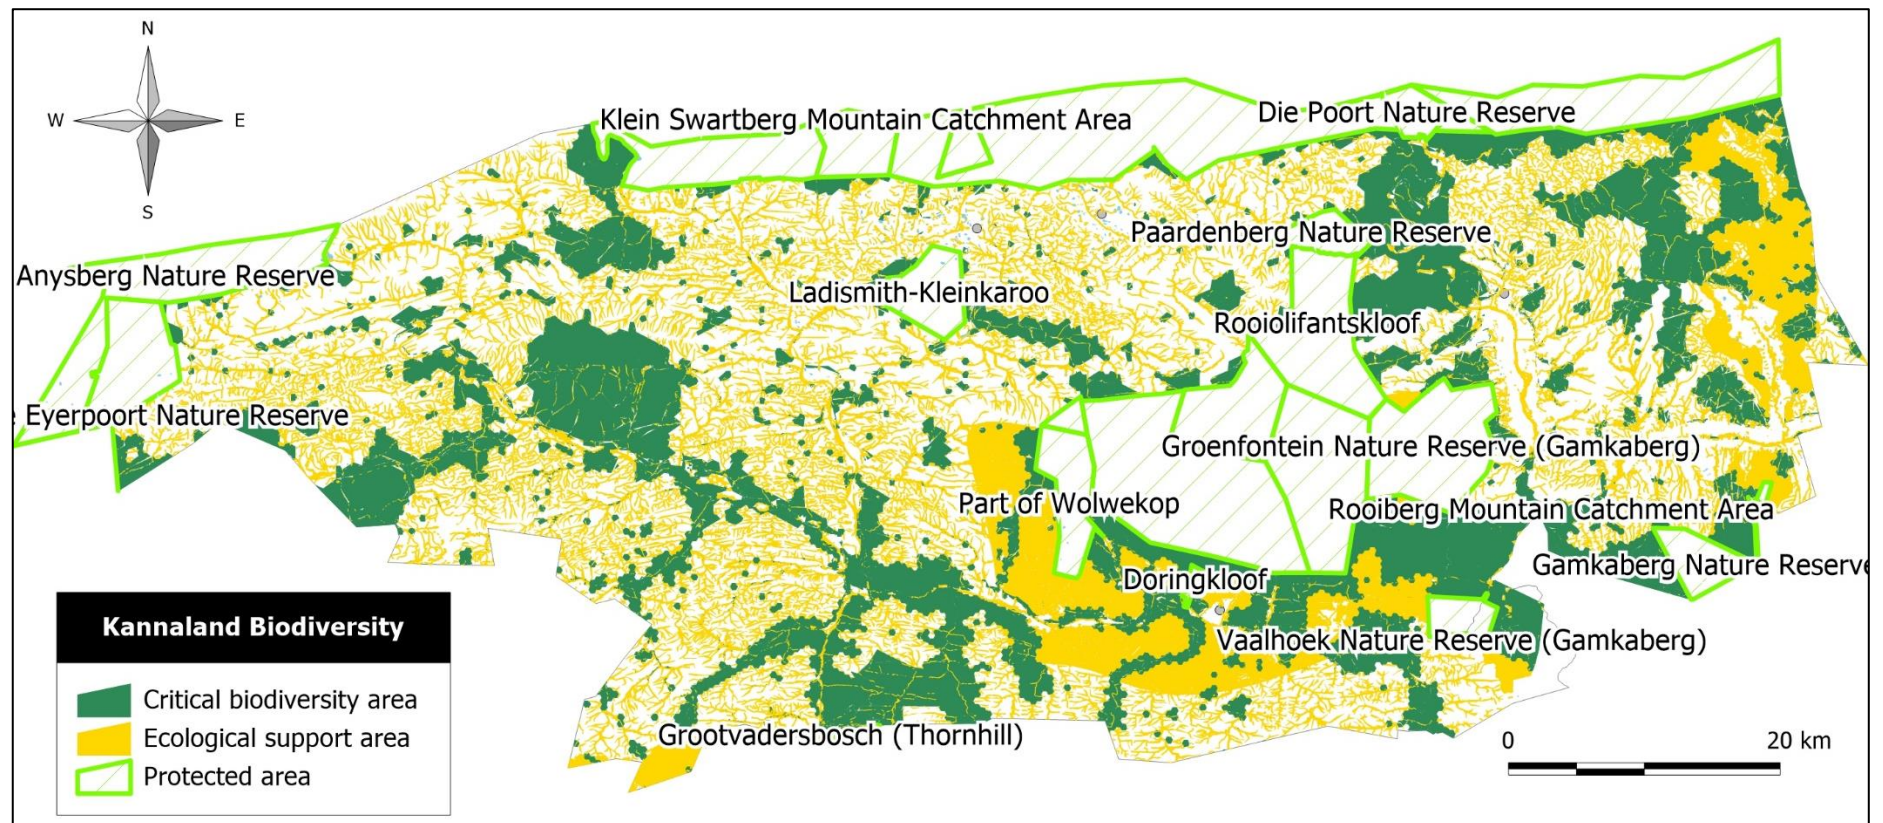 N
W E
S
Klein Swartberg Mountain Catchment Area
Die Poort Nature Reserve
Paardenberg Nature Reserve
Anysberg Nature Reserve
Ladismith-Kleinkaroo
Rooiolifantskloof
e Eyerpoort Nature Reserve
Groenfontein Nature Reserve (Gamkaberg)
Part of Wolwekop
Rooiberg Mountain Catchment Area
Gamkaberg Nature Reserve
Doringkloof
Vaalhoek Nature Reserve (Gamkaberg)
Grootvadersbosch (Thornhill)
Kannaland Biodiversity
Critical biodiversity area
Ecological support area
Protected area
0 20 km